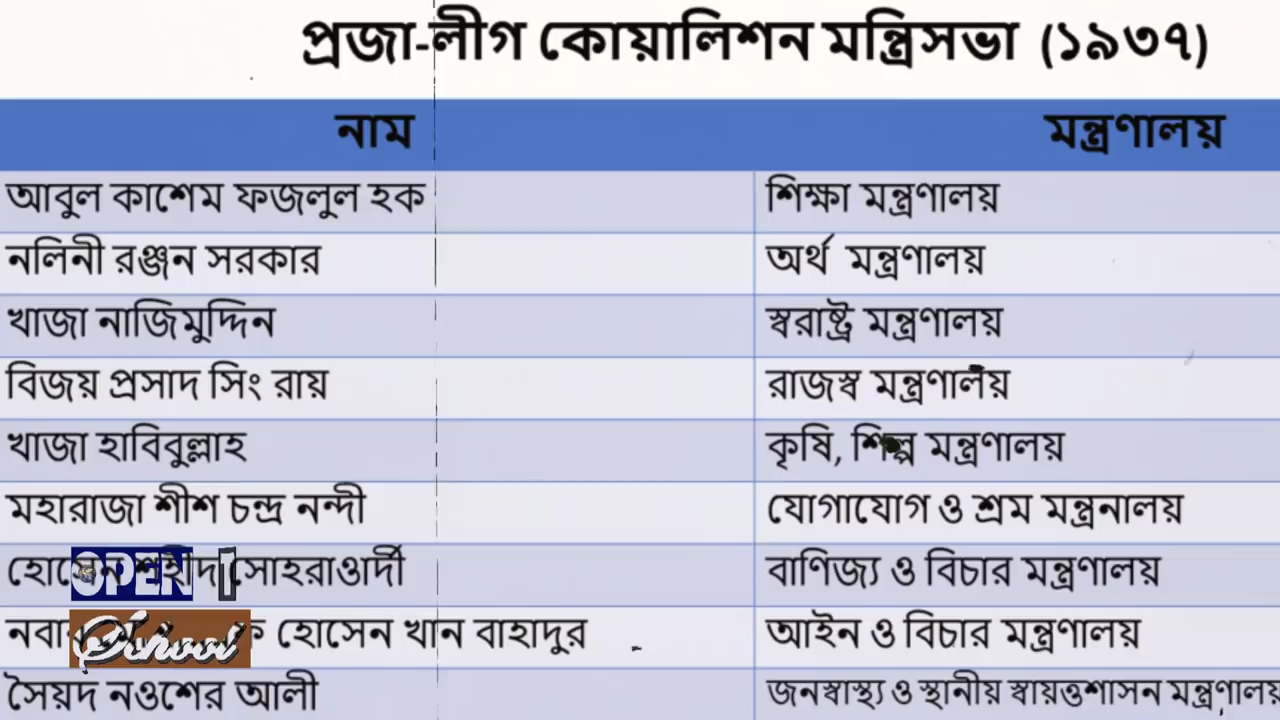 প্রজা-লীগ কোয়ালিশন মন্ত্রিসভা (১৯৩৭)
নাম মন্ত্রণালয়
আবুল কাশেম ফজলুল হক শিক্ষা মন্ত্রণালয়
নলিনী রঞ্জন সরকার অর্থ মন্ত্রণালয়
খাজা নাজিমুদ্দিন স্বরাষ্ট্র মন্ত্রণালয়
বিজয় প্রসাদ সিং রায় রাজস্ব মন্ত্রণালয়
খাজা হাবিবুল্লাহ কৃষি, শিল্প মন্ত্রণালয়
মহারাজা শীশ চন্দ্র নন্দী যোগাযোগ ও শ্রম মন্ত্রনালয়
হোসেন শহীদ সোহরাওার্দী বাণিজ্য ও বিচার মন্ত্রণালয়
হোসেন খান বাহাদুর আইন ও বিচার মন্ত্রণালয়
সৈয়দ নওশের আলী জনস্বাস্থ্য ও স্থানীয় স্বায়ত্তশাসন মন্ত্রণালয়
OPEN
School